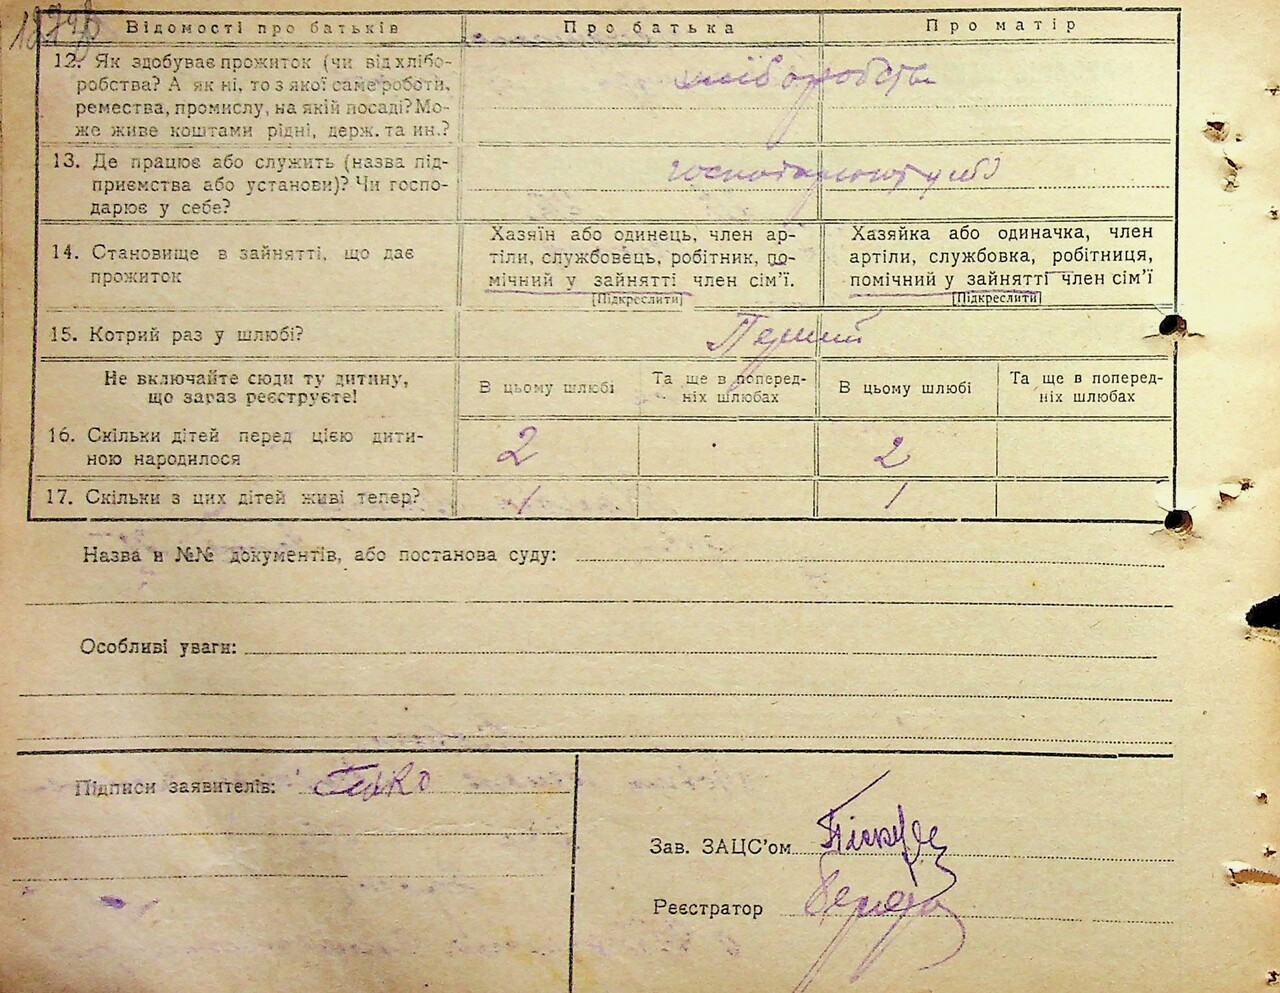 Відомості про батьків Про батька Про матір
12. Як здобуває прожиток (чи від хлібо-
робства? А як ні, то з якої саме роботи,
ремества, промислу, на якій посаді? Мо-
же живе коштами рідні, держ. та ин.?
хліборобства
13. Де працює або служить (назва під-
приємства або установи)? Чи госпо-
дарює у себе?
14. Становище в зайнятті, що дає
прожиток
Хазяїн або одинець, член ар-
тіли, службовець, робітник, по-
мічний у зайнятті член сім'ї.
[Підкреслити]
Хазяйка або одиначка, член
артіли, службовка, робітниця,
помічний у зайнятті член сім'ї
[Підкреслити]
15. Котрий раз у шлюбі? Перший
Не включайте сюди ту дитину,
що зараз реєструєте!
В цьому шлюбі
Та ще в поперед-
ніх шлюбах
В цьому шлюбі
Та ще в поперед-
ніх шлюбах
16. Скільки дітей перед цією дити-
ною народилося
2 2
17. Скільки з цих дітей живі тепер? 1 1
Назва и №№ документів, або постанова суду:
Особливі уваги:
Підписи заявителів:
Зав. ЗАЦС'ом
Реєстратор